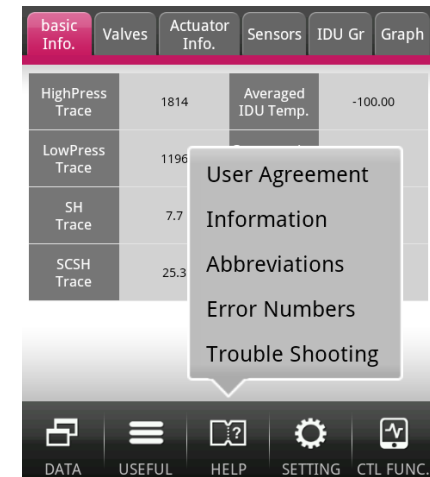 basic Info.
Valves
Actuator Info.
Sensors
IDU Gr
Graph
HighPress Trace
1814
Averaged IDU Temp.
-100.00
LowPress Trace
1196
SH Trace
7.7
SCSH Trace
25.3
User Agreement
Information
Abbreviations
Error Numbers
Trouble Shooting
DATA
USEFUL
HELP
SETTING
CTL FUNC.